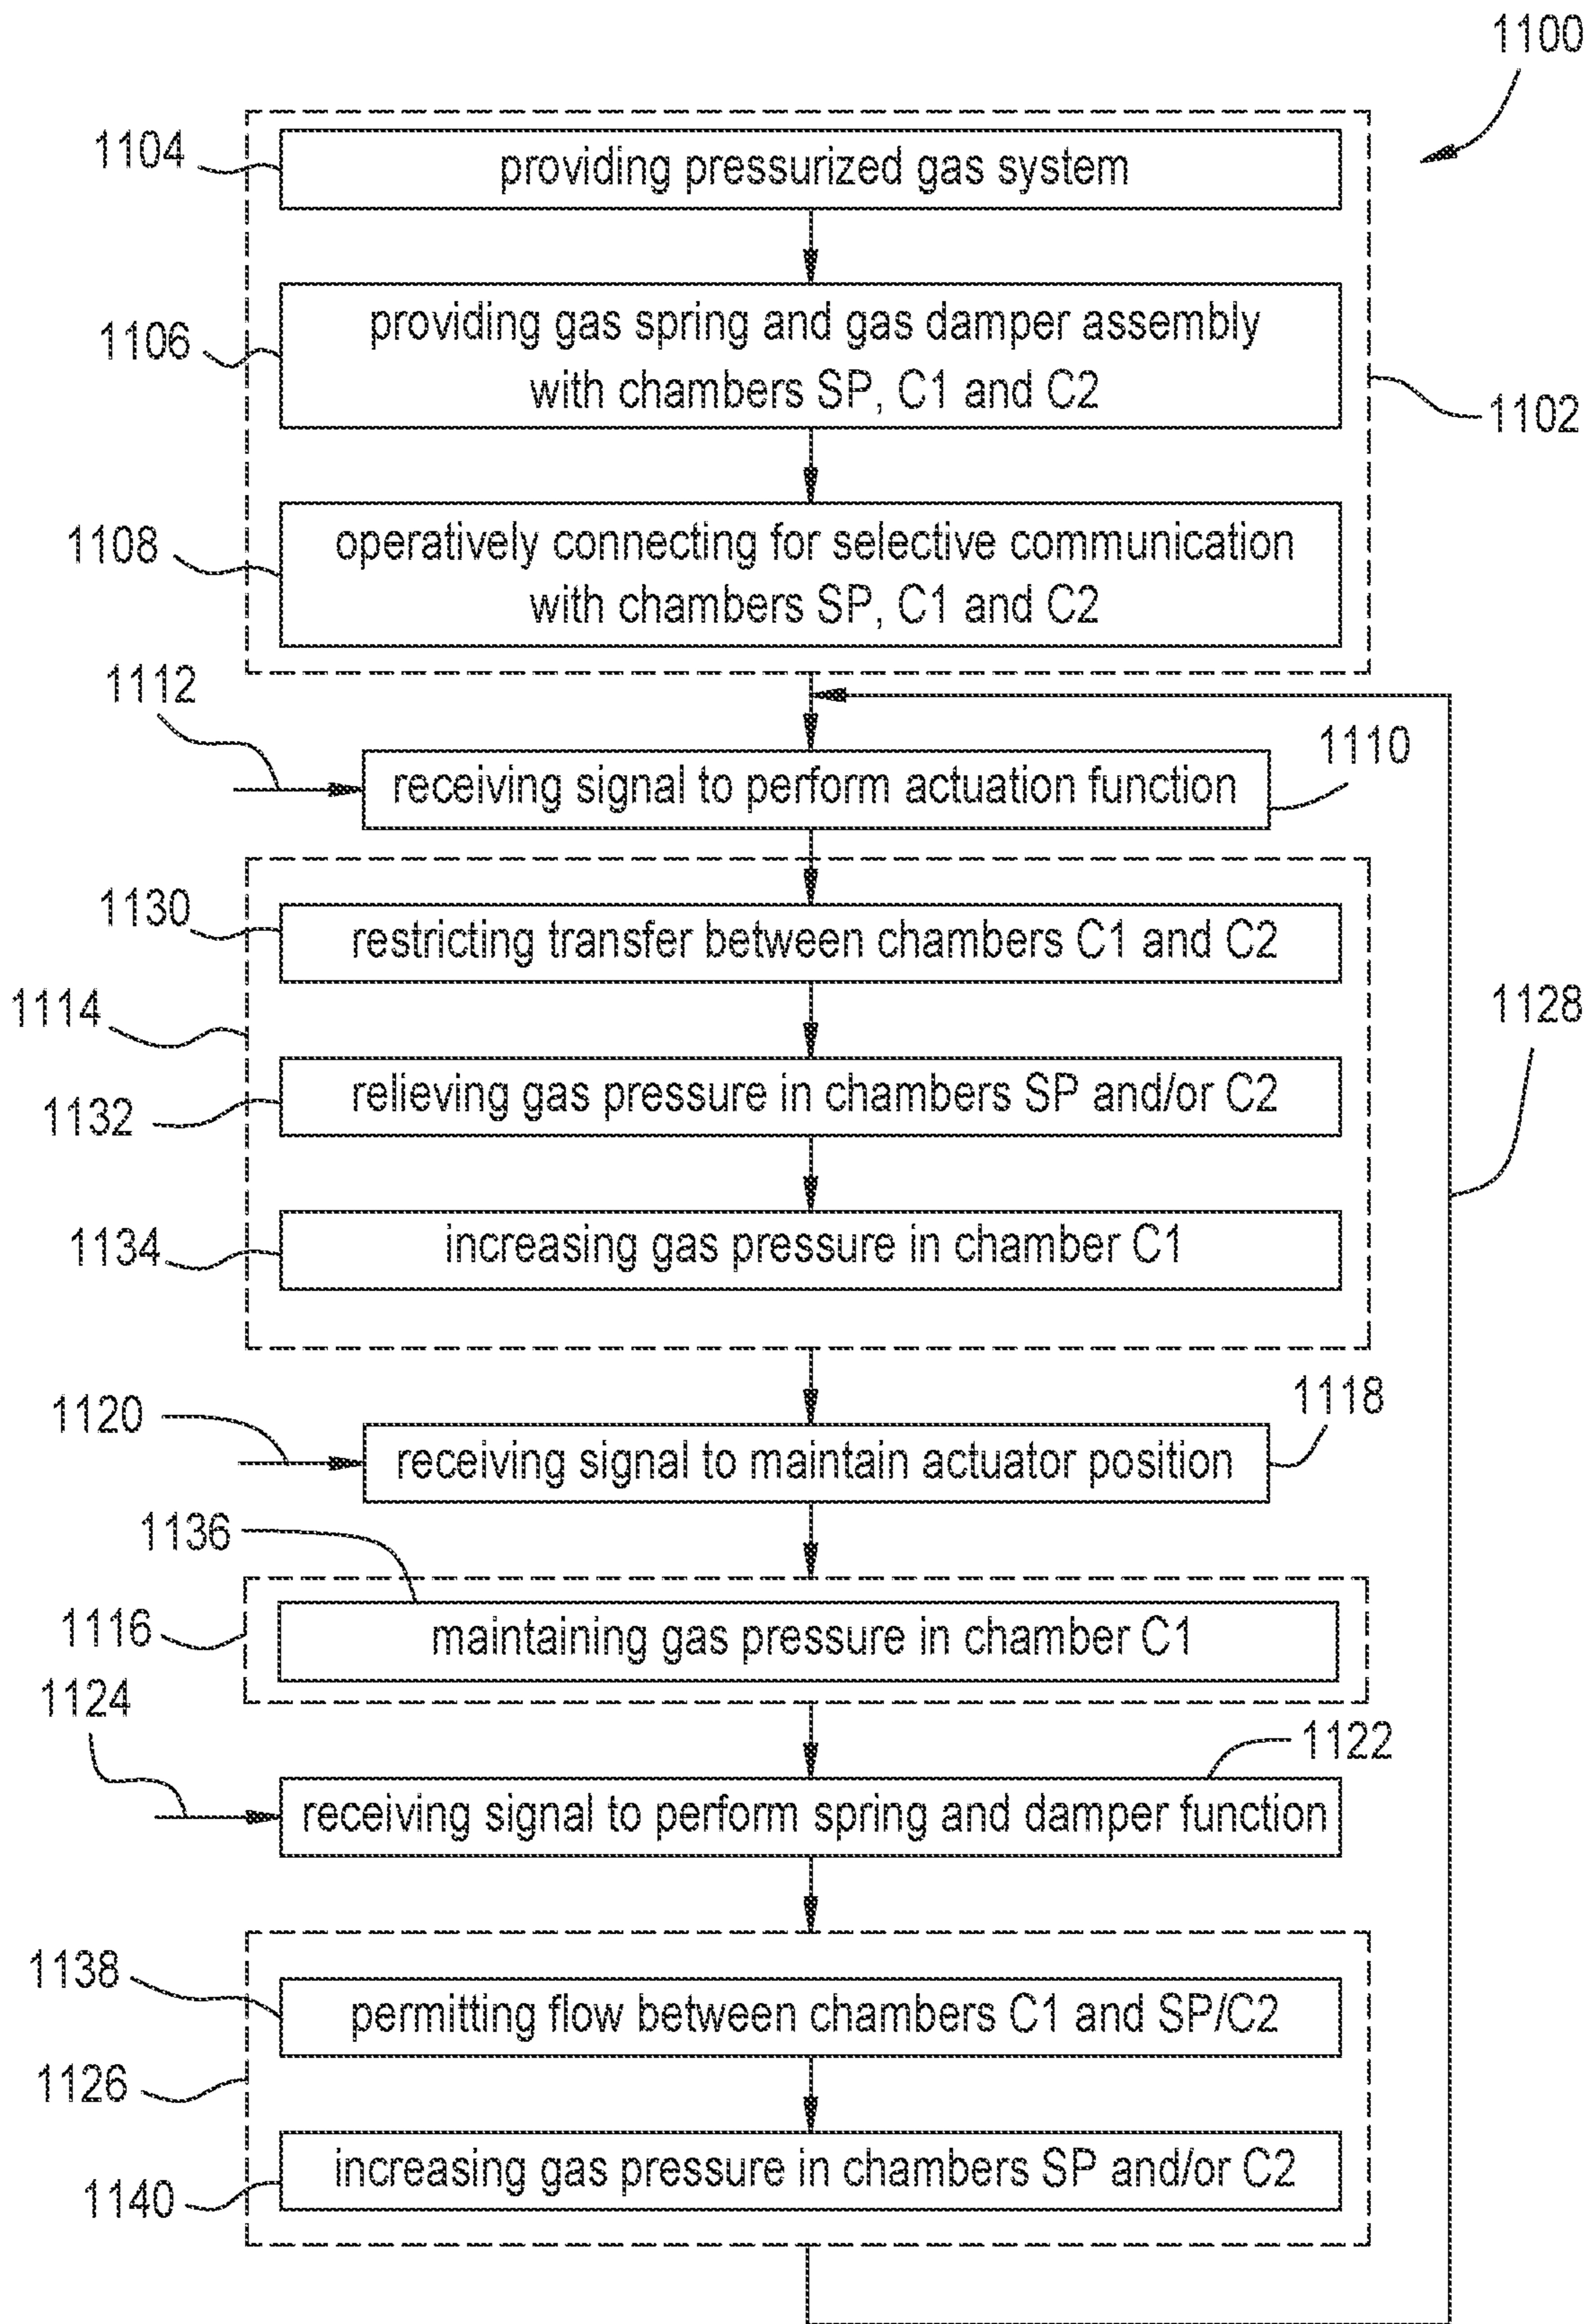 1100
1104
providing pressurized gas system
1106
providing gas spring and gas damper assembly
with chambers SP, C1 and C2
1102
1108
operatively connecting for selective communication
with chambers SP, C1 and C2
1112
1110
receiving signal to perform actuation function
1130
restricting transfer between chambers C1 and C2
1114
1128
relieving gas pressure in chambers SP and/or C2
1132
1134
increasing gas pressure in chamber C1
1120
1118
receiving signal to maintain actuator position
1136
1116
maintaining gas pressure in chamber C1
1124
1122
receiving signal to perform spring and damper function
1138
permitting flow between chambers C1 and SP/C2
1126
increasing gas pressure in chambers SP and/or C2
1140